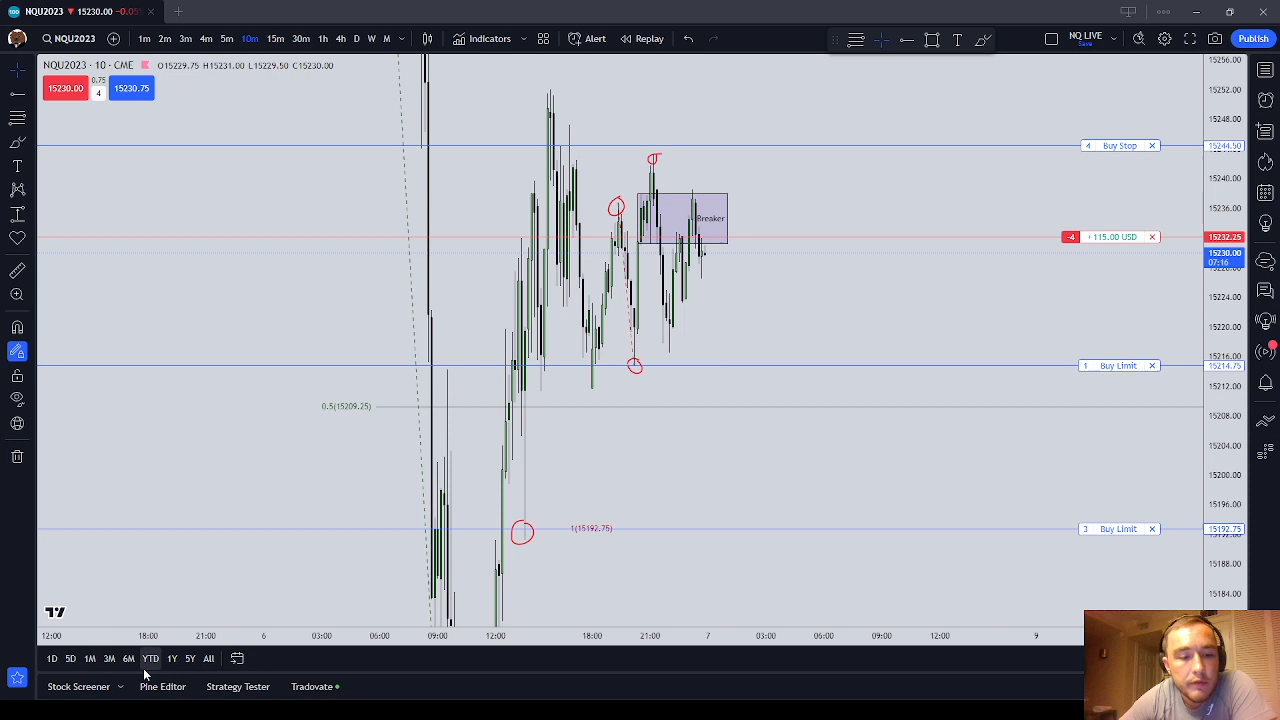 NQU2023 ▼ 15230.00 −0.05%
NQU2023 1m 2m 3m 4m 5m 10m 15m 30m 1h 4h D W M Indicators Alert Replay NQ LIVE Save Publish
NQU2023 · 10 · CME O15229.75 H15231.00 L15229.50 C15230.00
15230.00 0.75 4 15230.75
15256.00
15252.00
15248.00
4 Buy Stop 15244.50
15240.00
15236.00
Breaker
-4 +115.00 USD 15232.25
15230.00
07:16
15228.00
15224.00
15220.00
15216.00
1 Buy Limit 15214.75
15212.00
0.5(15209.25)
15208.00
15204.00
15200.00
15196.00
1(15192.75) 3 Buy Limit 15192.75
15188.00
15184.00
12:00 18:00 21:00 6 03:00 06:00 09:00 12:00 18:00 21:00 7 03:00 06:00 09:00 12:00 9
1D 5D 1M 3M 6M YTD 1Y 5Y All
Stock Screener Pine Editor Strategy Tester Tradovate